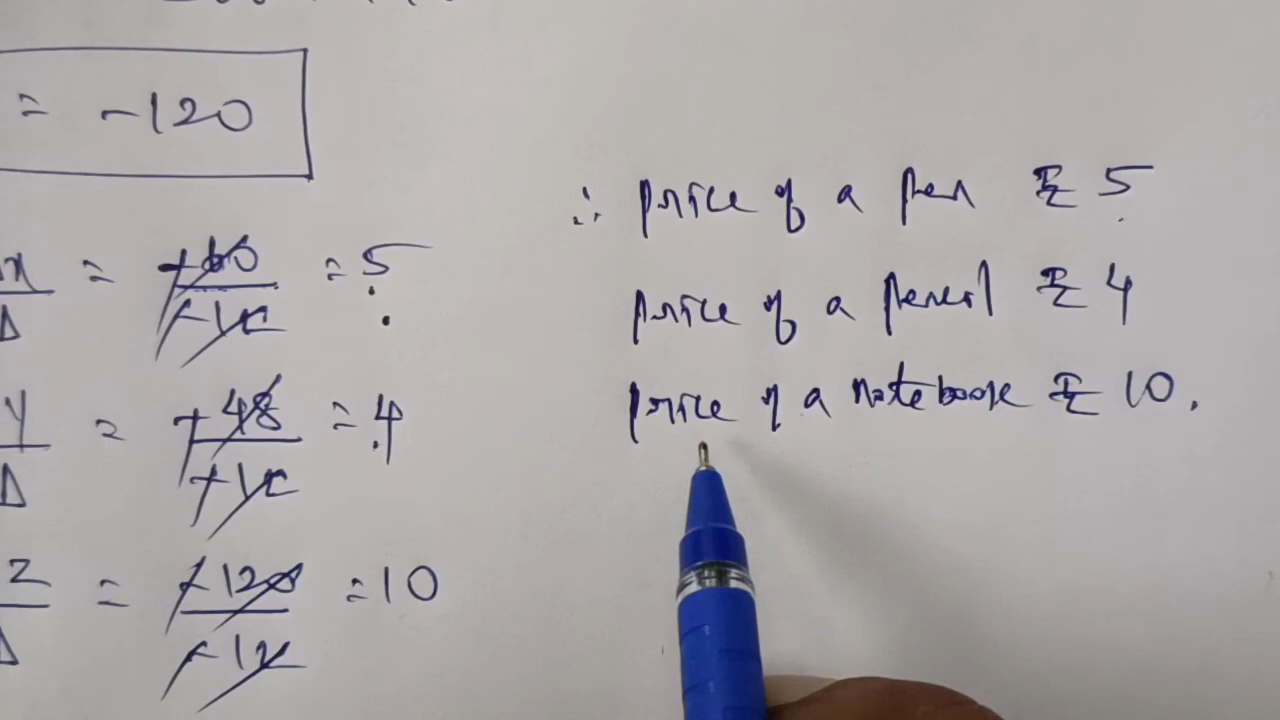 = -120
x/Δ = -60/-12 = 5
∴ price of a pen ₹ 5
y/Δ = -48/-12 = 4
price of a pencil ₹ 4
price of a notebook ₹ 10.
z/Δ = -120/-12 = 10